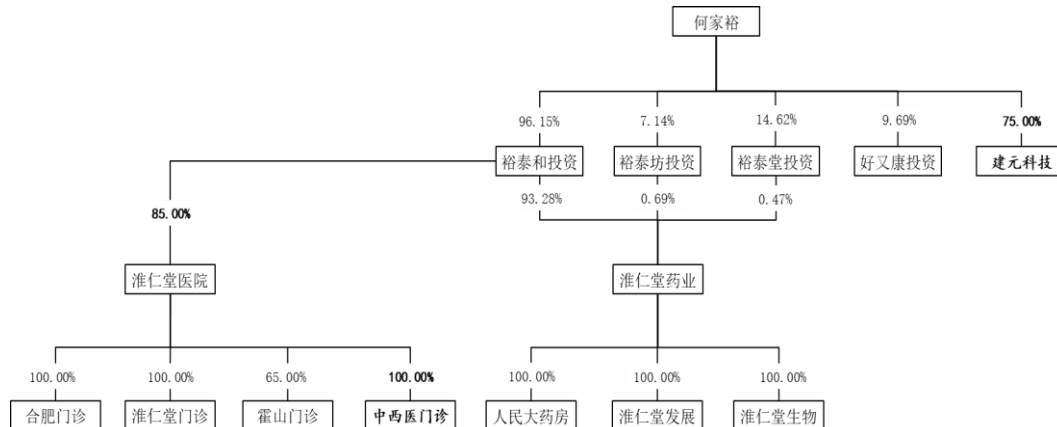 何家裕
96.15% 7.14% 14.62% 9.69% 75.00%
裕泰和投资 裕泰坊投资 裕泰堂投资 好又康投资 建元科技
93.28% 0.69% 0.47%
85.00%
淮仁堂医院 淮仁堂药业
100.00% 100.00% 65.00% 100.00% 100.00% 100.00% 100.00%
合肥门诊 淮仁堂门诊 霍山门诊 中西医门诊 人民大药房 淮仁堂发展 淮仁堂生物